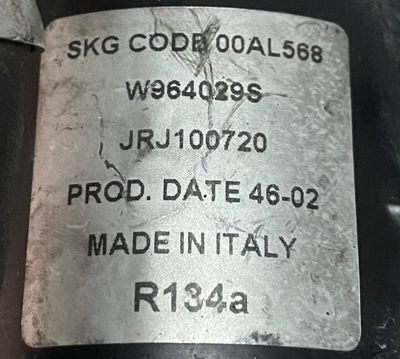 SKG CODE 00AL568
W964029S
JRJ100720
PROD. DATE 46-02
MADE IN ITALY
R134a